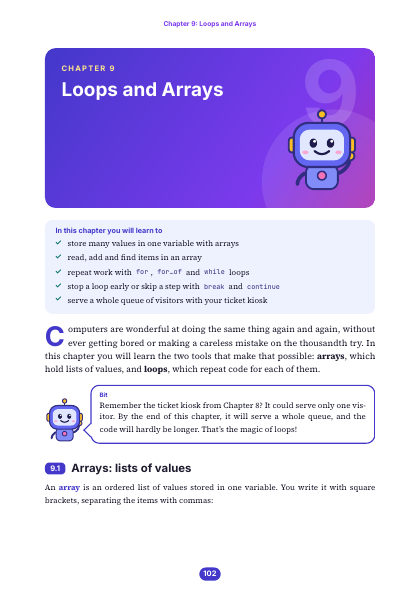 Chapter 9: Loops and Arrays
CHAPTER 9
Loops and Arrays
9
In this chapter you will learn to
store many values in one variable with arrays
read, add and find items in an array
repeat work with for, for…of and while loops
stop a loop early or skip a step with break and continue
serve a whole queue of visitors with your ticket kiosk
Computers are wonderful at doing the same thing again and again, without
ever getting bored or making a careless mistake on the thousandth try. In
this chapter you will learn the two tools that make that possible: arrays, which
hold lists of values, and loops, which repeat code for each of them.
Bit
Remember the ticket kiosk from Chapter 8? It could serve only one vis-
itor. By the end of this chapter, it will serve a whole queue, and the
code will hardly be longer. That's the magic of loops!
9.1 Arrays: lists of values
An array is an ordered list of values stored in one variable. You write it with square
brackets, separating the items with commas:
102